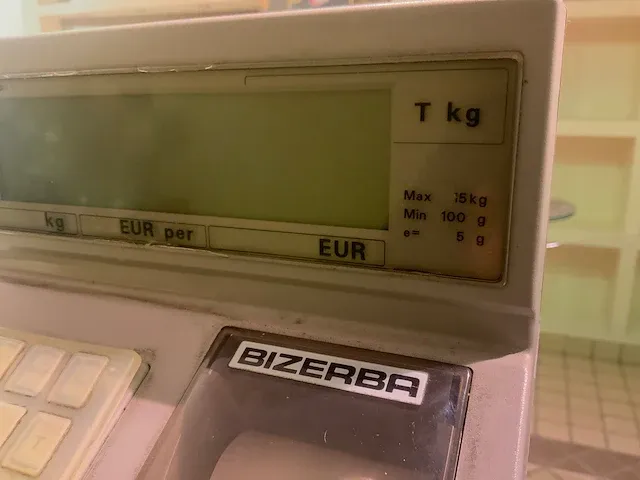 T kg
Max 15kg
Min 100 g
e= 5 g
kg
EUR per
EUR
BIZERBA